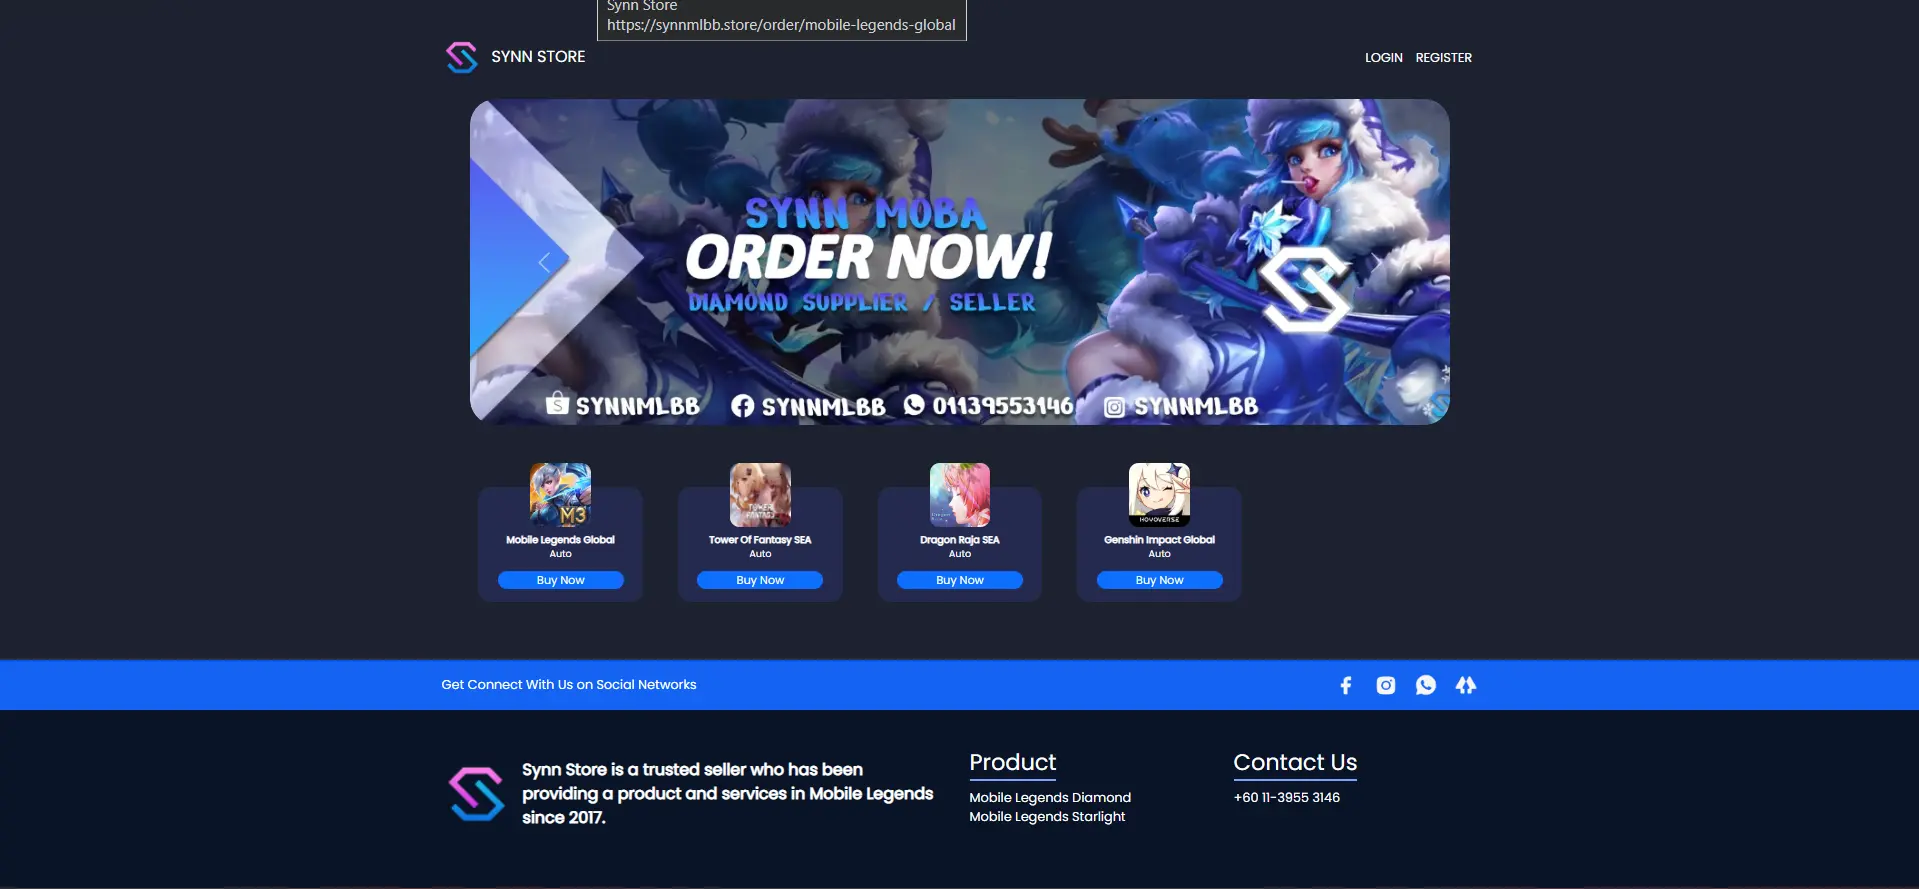 Synn Store
https://synnmlbb.store/order/mobile-legends-global
SYNN STORE
LOGIN REGISTER
SYNN MOBA
ORDER NOW!
DIAMOND SUPPLIER / SELLER
SYNNMLBB SYNNMLBB 01139553146 SYNNMLBB
M3
TOWER FANTASY
HOYOVERSE
Mobile Legends Global
Auto
Buy Now
Tower Of Fantasy SEA
Auto
Buy Now
Dragon Raja SEA
Auto
Buy Now
Genshin Impact Global
Auto
Buy Now
Get Connect With Us on Social Networks
Synn Store is a trusted seller who has been
providing a product and services in Mobile Legends
since 2017.
Product
Mobile Legends Diamond
Mobile Legends Starlight
Contact Us
+60 11-3955 3146